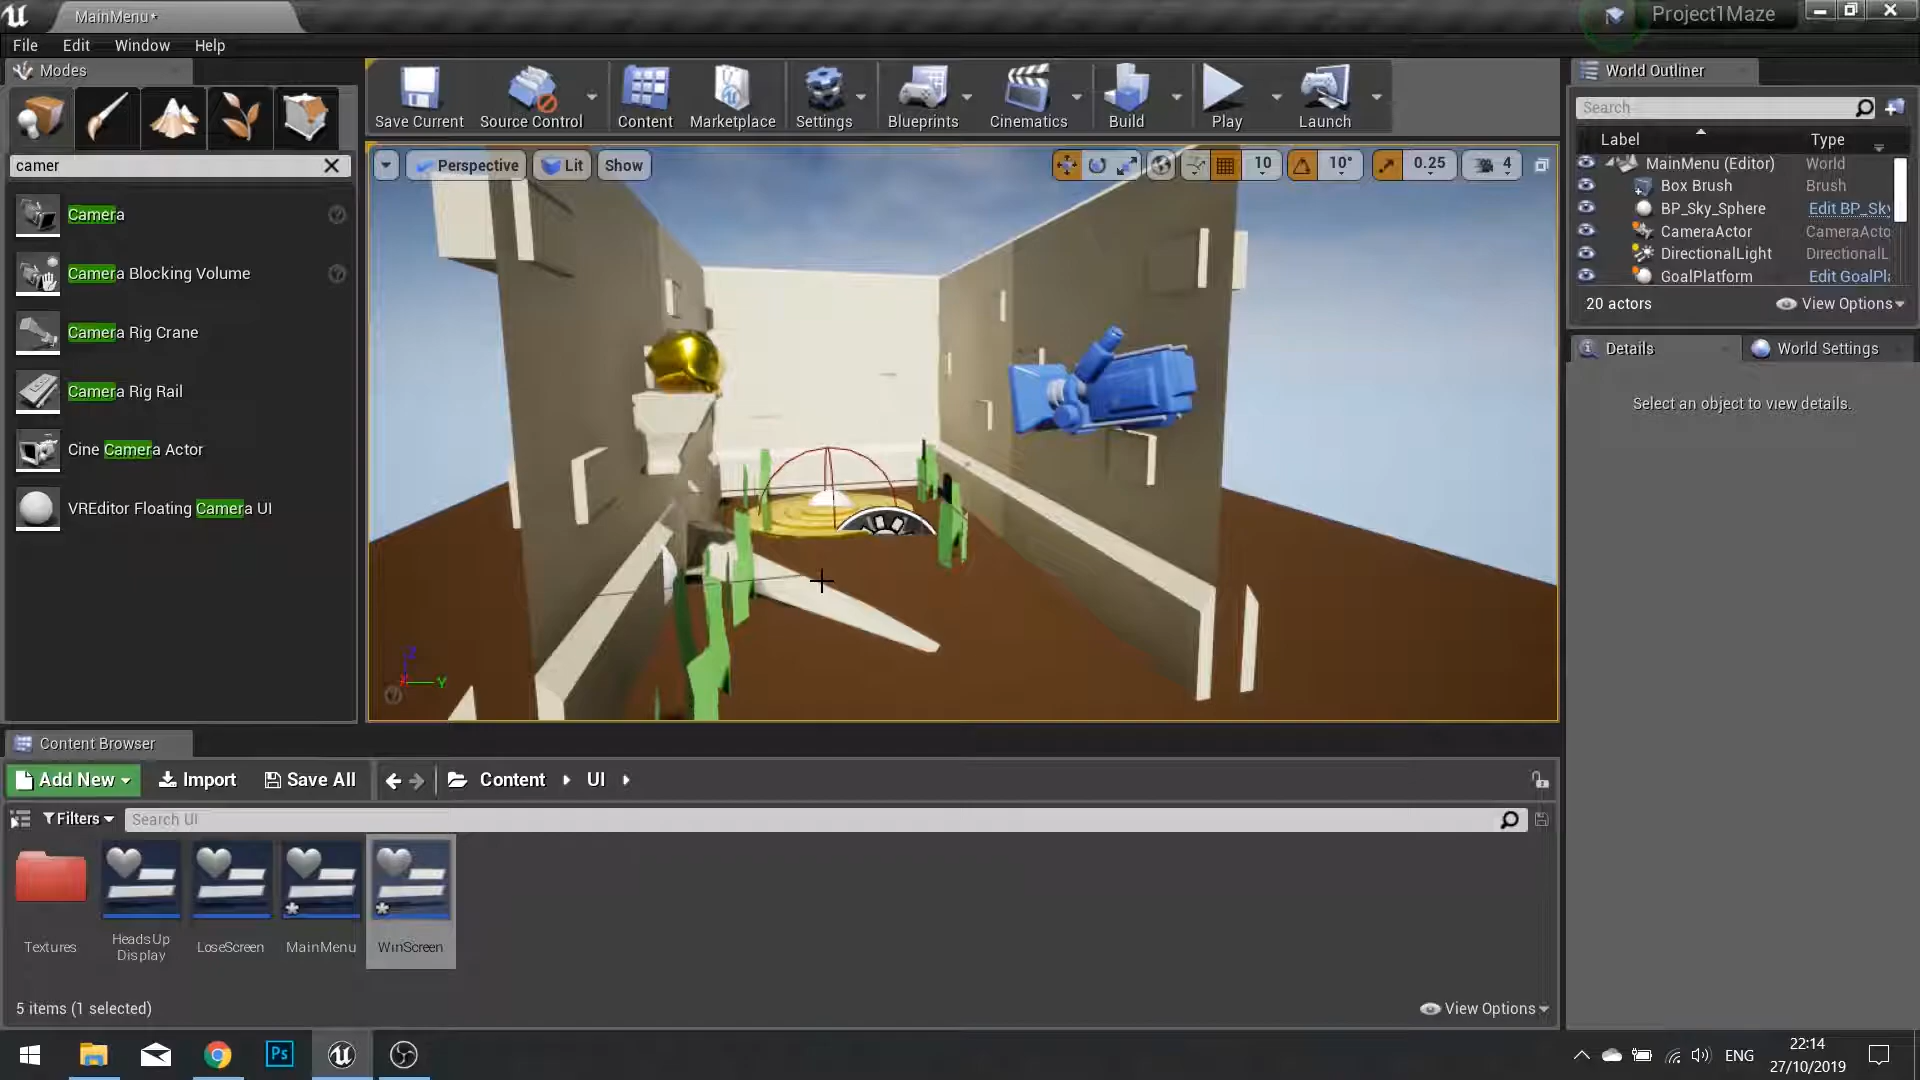 MainMenu*
Project1Maze
File Edit Window Help
Modes
Save Current
Source Control
Content
Marketplace
Settings
Blueprints
Cinematics
Build
Play
Launch
World Outliner
Search
Label Type
MainMenu (Editor) World
Box Brush Brush
BP_Sky_Sphere Edit BP_Sky
CameraActor CameraActo
DirectionalLight DirectionalL
GoalPlatform Edit GoalPla
20 actors View Options
Details World Settings
Select an object to view details.
camer
Camera
Camera Blocking Volume
Camera Rig Crane
Camera Rig Rail
Cine Camera Actor
VREditor Floating Camera UI
Perspective Lit Show
10 10° 0.25 4
Z
X Y
Content Browser
Add New Import Save All Content UI
Filters Search UI
Textures
Heads Up
Display
LoseScreen
MainMenu
WinScreen
5 items (1 selected)
View Options
Ps
ENG
22:14
27/10/2019